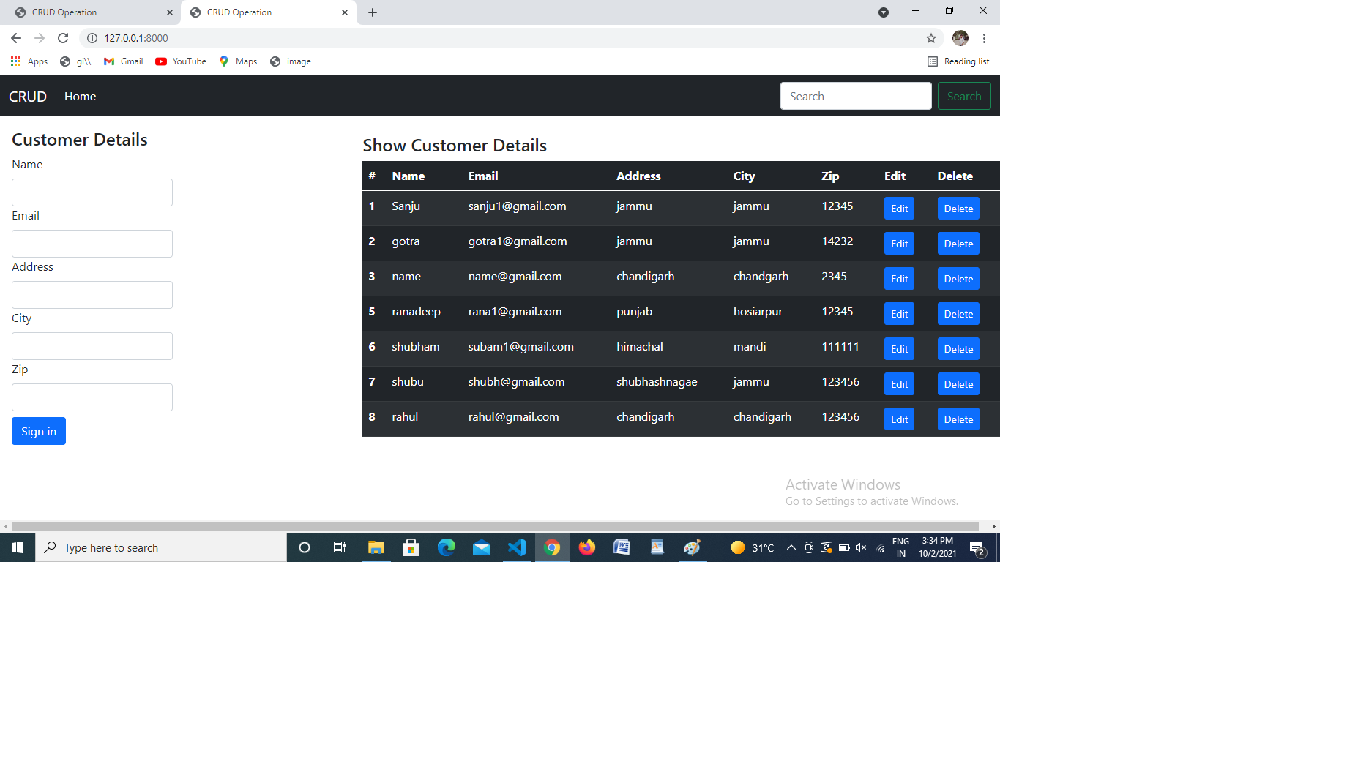 CRUD Operation CRUD Operation
127.0.0.1:8000
Apps g:\\ Gmail YouTube Maps Image Reading list
CRUD Home Search Search
Customer Details
Name
Email
Address
City
Zip
Sign in
Show Customer Details
# Name Email Address City Zip Edit Delete
1 Sanju sanju1@gmail.com jammu jammu 12345 Edit Delete
2 gotra gotra1@gmail.com jammu jammu 14232 Edit Delete
3 name name@gmail.com chandigarh chandgarh 2345 Edit Delete
5 ranadeep rana1@gmail.com punjab hosiarpur 12345 Edit Delete
6 shubham subam1@gmail.com himachal mandi 111111 Edit Delete
7 shubu shubh@gmail.com shubhashnagae jammu 123456 Edit Delete
8 rahul rahul@gmail.com chandigarh chandigarh 123456 Edit Delete
Activate Windows
Go to Settings to activate Windows.
Type here to search 31°C ENG IN 3:34 PM 10/2/2021 2